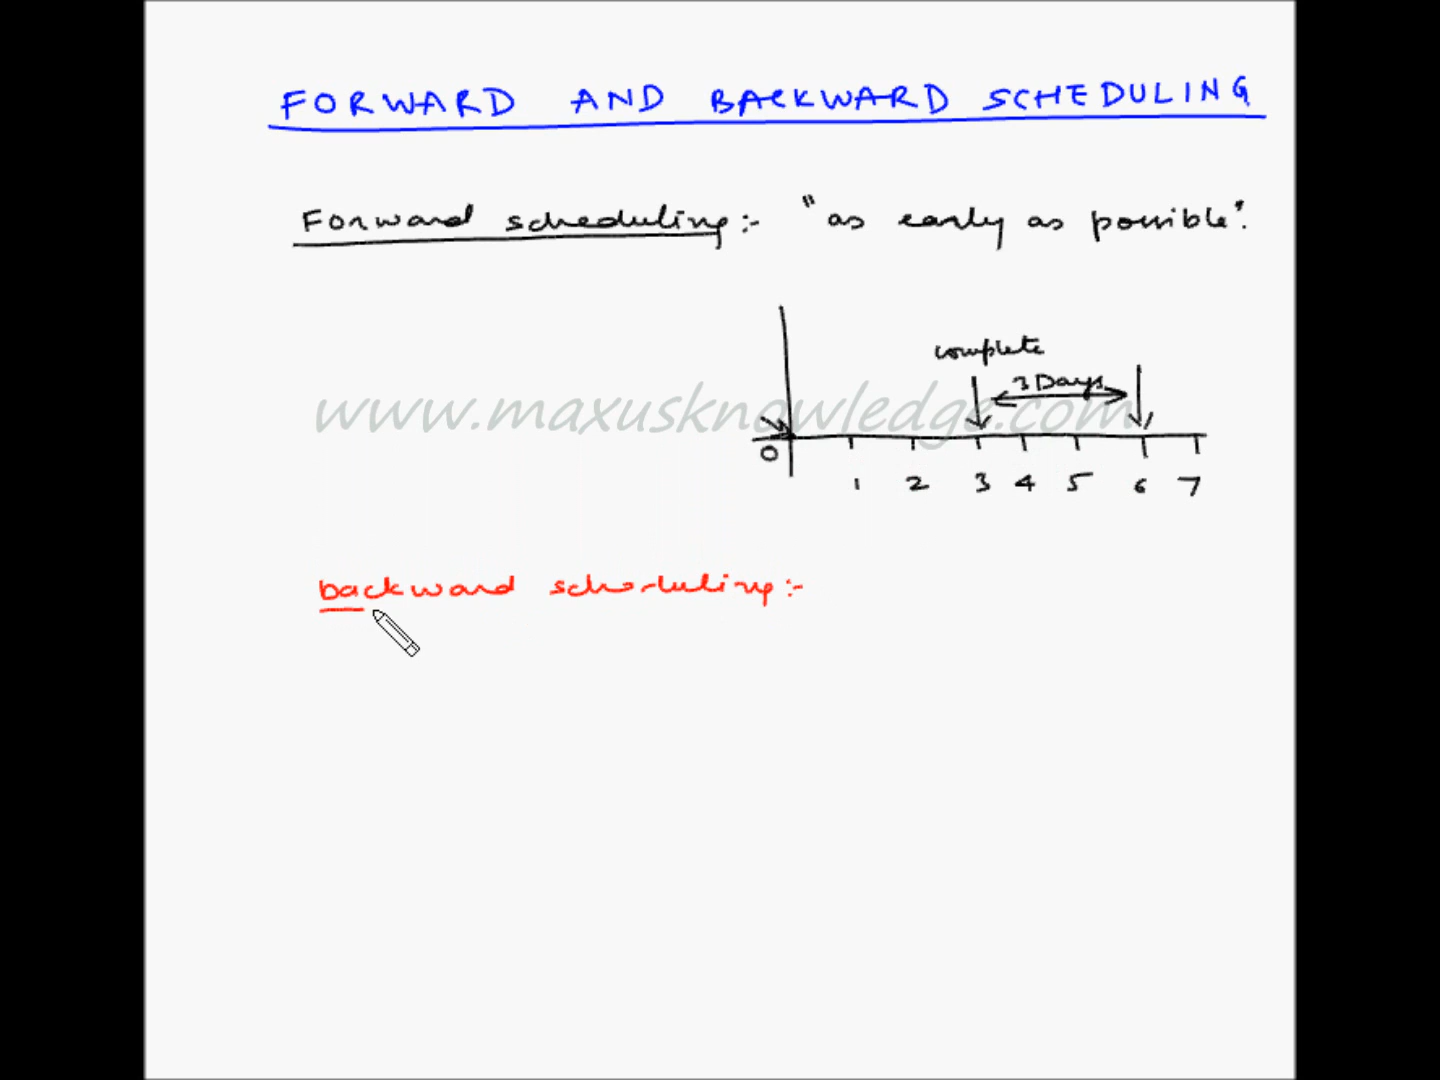 FORWARD AND BACKWARD SCHEDULING
Forward scheduling:- "as early as possible".
complete
3 Days
www.maxusknowledge.com
0
1 2 3 4 5 6 7
backward scheduling:-